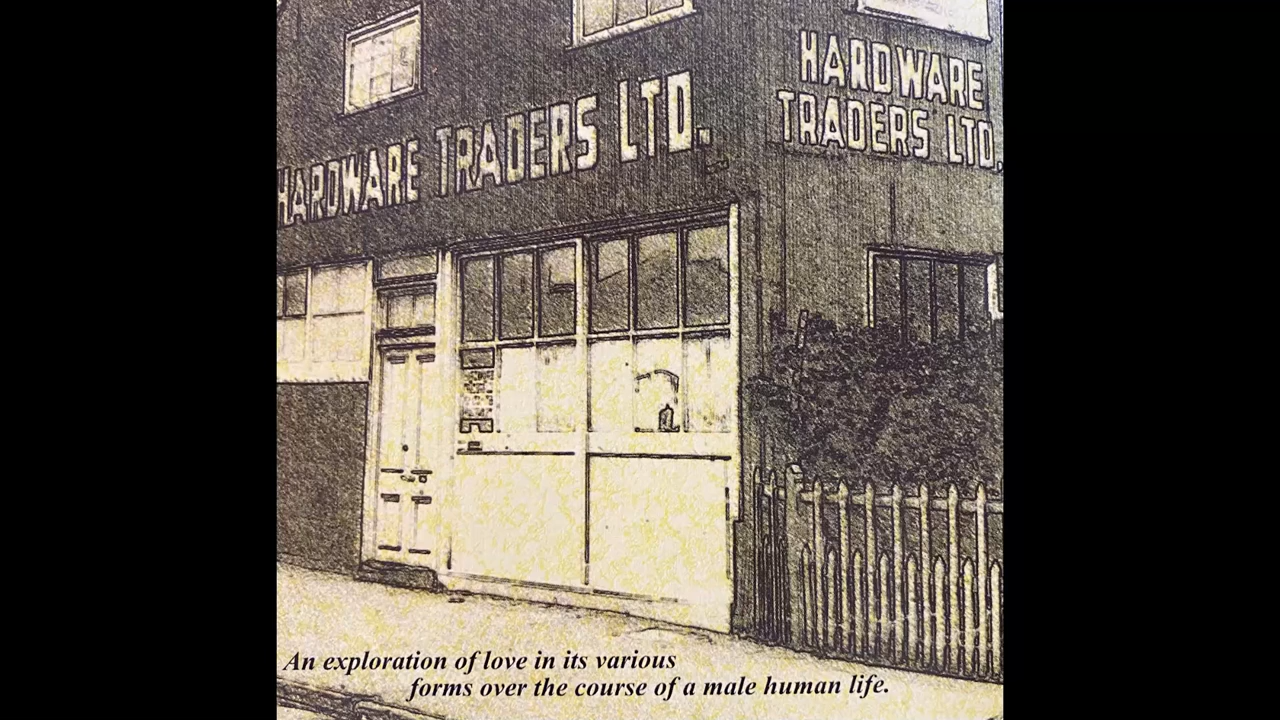 HARDWARE TRADERS LTD.
HARDWARE
TRADERS LTD.
An exploration of love in its various
forms over the course of a male human life.